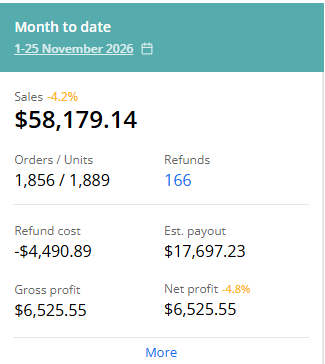 Month to date
1-25 November 2026
Sales -4.2%
$58,179.14
Orders / Units Refunds
1,856 / 1,889 166
Refund cost Est. payout
-$4,490.89 $17,697.23
Gross profit Net profit -4.8%
$6,525.55 $6,525.55
More